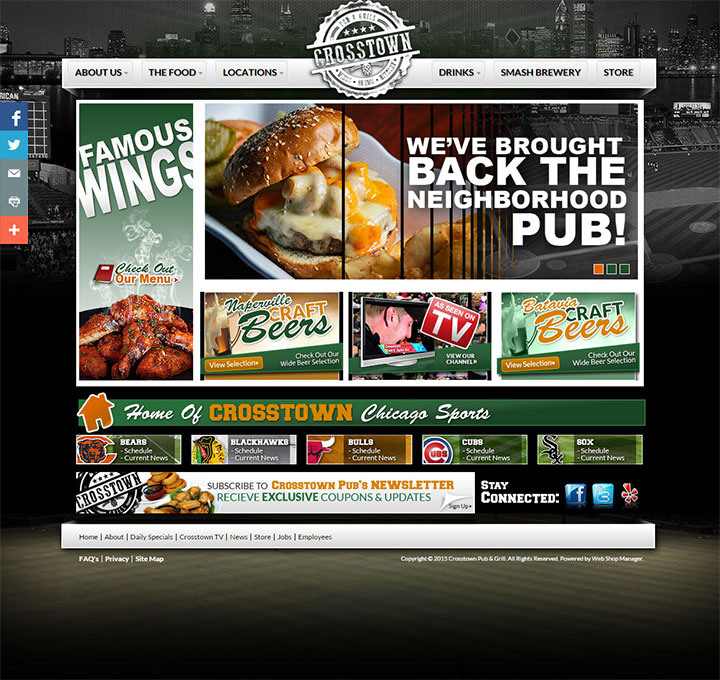 PUB & GRILL
CROSSTOWN
ABOUT US
THE FOOD
LOCATIONS
DRINKS
SMASH BREWERY
STORE
RICAN
FAMOUS
WINGS
Check Out
Our Menu
WE'VE BROUGHT
BACK THE
NEIGHBORHOOD
PUB!
Naperville
CRAFT
Beers
View Selection»
Check Out Our
Wide Beer Selection
AS SEEN ON
TV
VIEW OUR
CHANNEL»
Batavia
CRAFT
Beers
View Selection»
Check Out Our
Wide Beer Selection
Home Of CROSSTOWN Chicago Sports
BEARS
- Schedule
- Current News
BLACKHAWKS
- Schedule
- Current News
BULLS
- Schedule
- Current News
CUBS
CUBS
- Schedule
- Current News
SOX
- Schedule
- Current News
CROSSTOWN
SUBSCRIBE TO CROSSTOWN PUB'S NEWSLETTER
RECIEVE EXCLUSIVE COUPONS & UPDATES
Sign Up »
STAY
CONNECTED:
Home | About | Daily Specials | Crosstown TV | News | Store | Jobs | Employees
FAQ's | Privacy | Site Map
Copyright © 2015 Crosstown Pub & Grill. All Rights Reserved. Powered by Web Shop Manager.